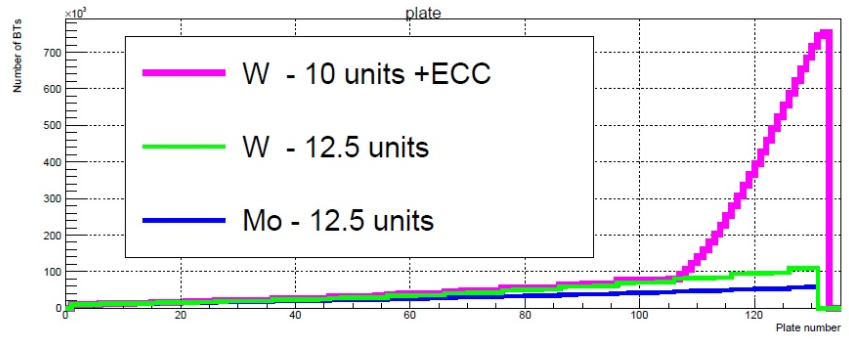 plate
×10³
Number of BTs
700
600
500
400
300
200
100
0
W - 10 units +ECC
W - 12.5 units
Mo - 12.5 units
0 20 40 60 80 100 120
Plate number